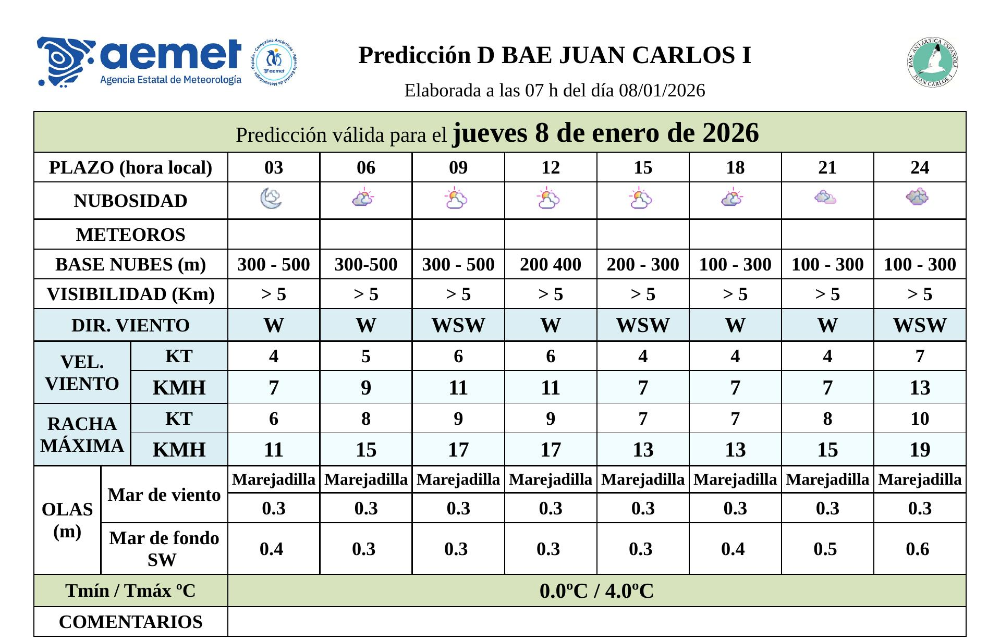 aemet
Agencia Estatal de Meteorología
Campañas Antárticas · Agencia Estatal de Meteorología · España ·
aemet
Predicción D BAE JUAN CARLOS I
Elaborada a las 07 h del día 08/01/2026
BASE ANTÁRTICA ESPAÑOLA
JUAN CARLOS I
Predicción válida para el jueves 8 de enero de 2026
PLAZO (hora local) 03 06 09 12 15 18 21 24
NUBOSIDAD
METEOROS
BASE NUBES (m) 300 - 500 300-500 300 - 500 200 400 200 - 300 100 - 300 100 - 300 100 - 300
VISIBILIDAD (Km) > 5 > 5 > 5 > 5 > 5 > 5 > 5 > 5
DIR. VIENTO W W WSW W WSW W W WSW
VEL.
VIENTO
KT 4 5 6 6 4 4 4 7
KMH 7 9 11 11 7 7 7 13
RACHA
MÁXIMA
KT 6 8 9 9 7 7 8 10
KMH 11 15 17 17 13 13 15 19
OLAS
(m)
Mar de viento
Marejadilla Marejadilla Marejadilla Marejadilla Marejadilla Marejadilla Marejadilla Marejadilla
0.3 0.3 0.3 0.3 0.3 0.3 0.3 0.3
Mar de fondo
SW
0.4 0.3 0.3 0.3 0.3 0.4 0.5 0.6
Tmín / Tmáx ºC 0.0ºC / 4.0ºC
COMENTARIOS